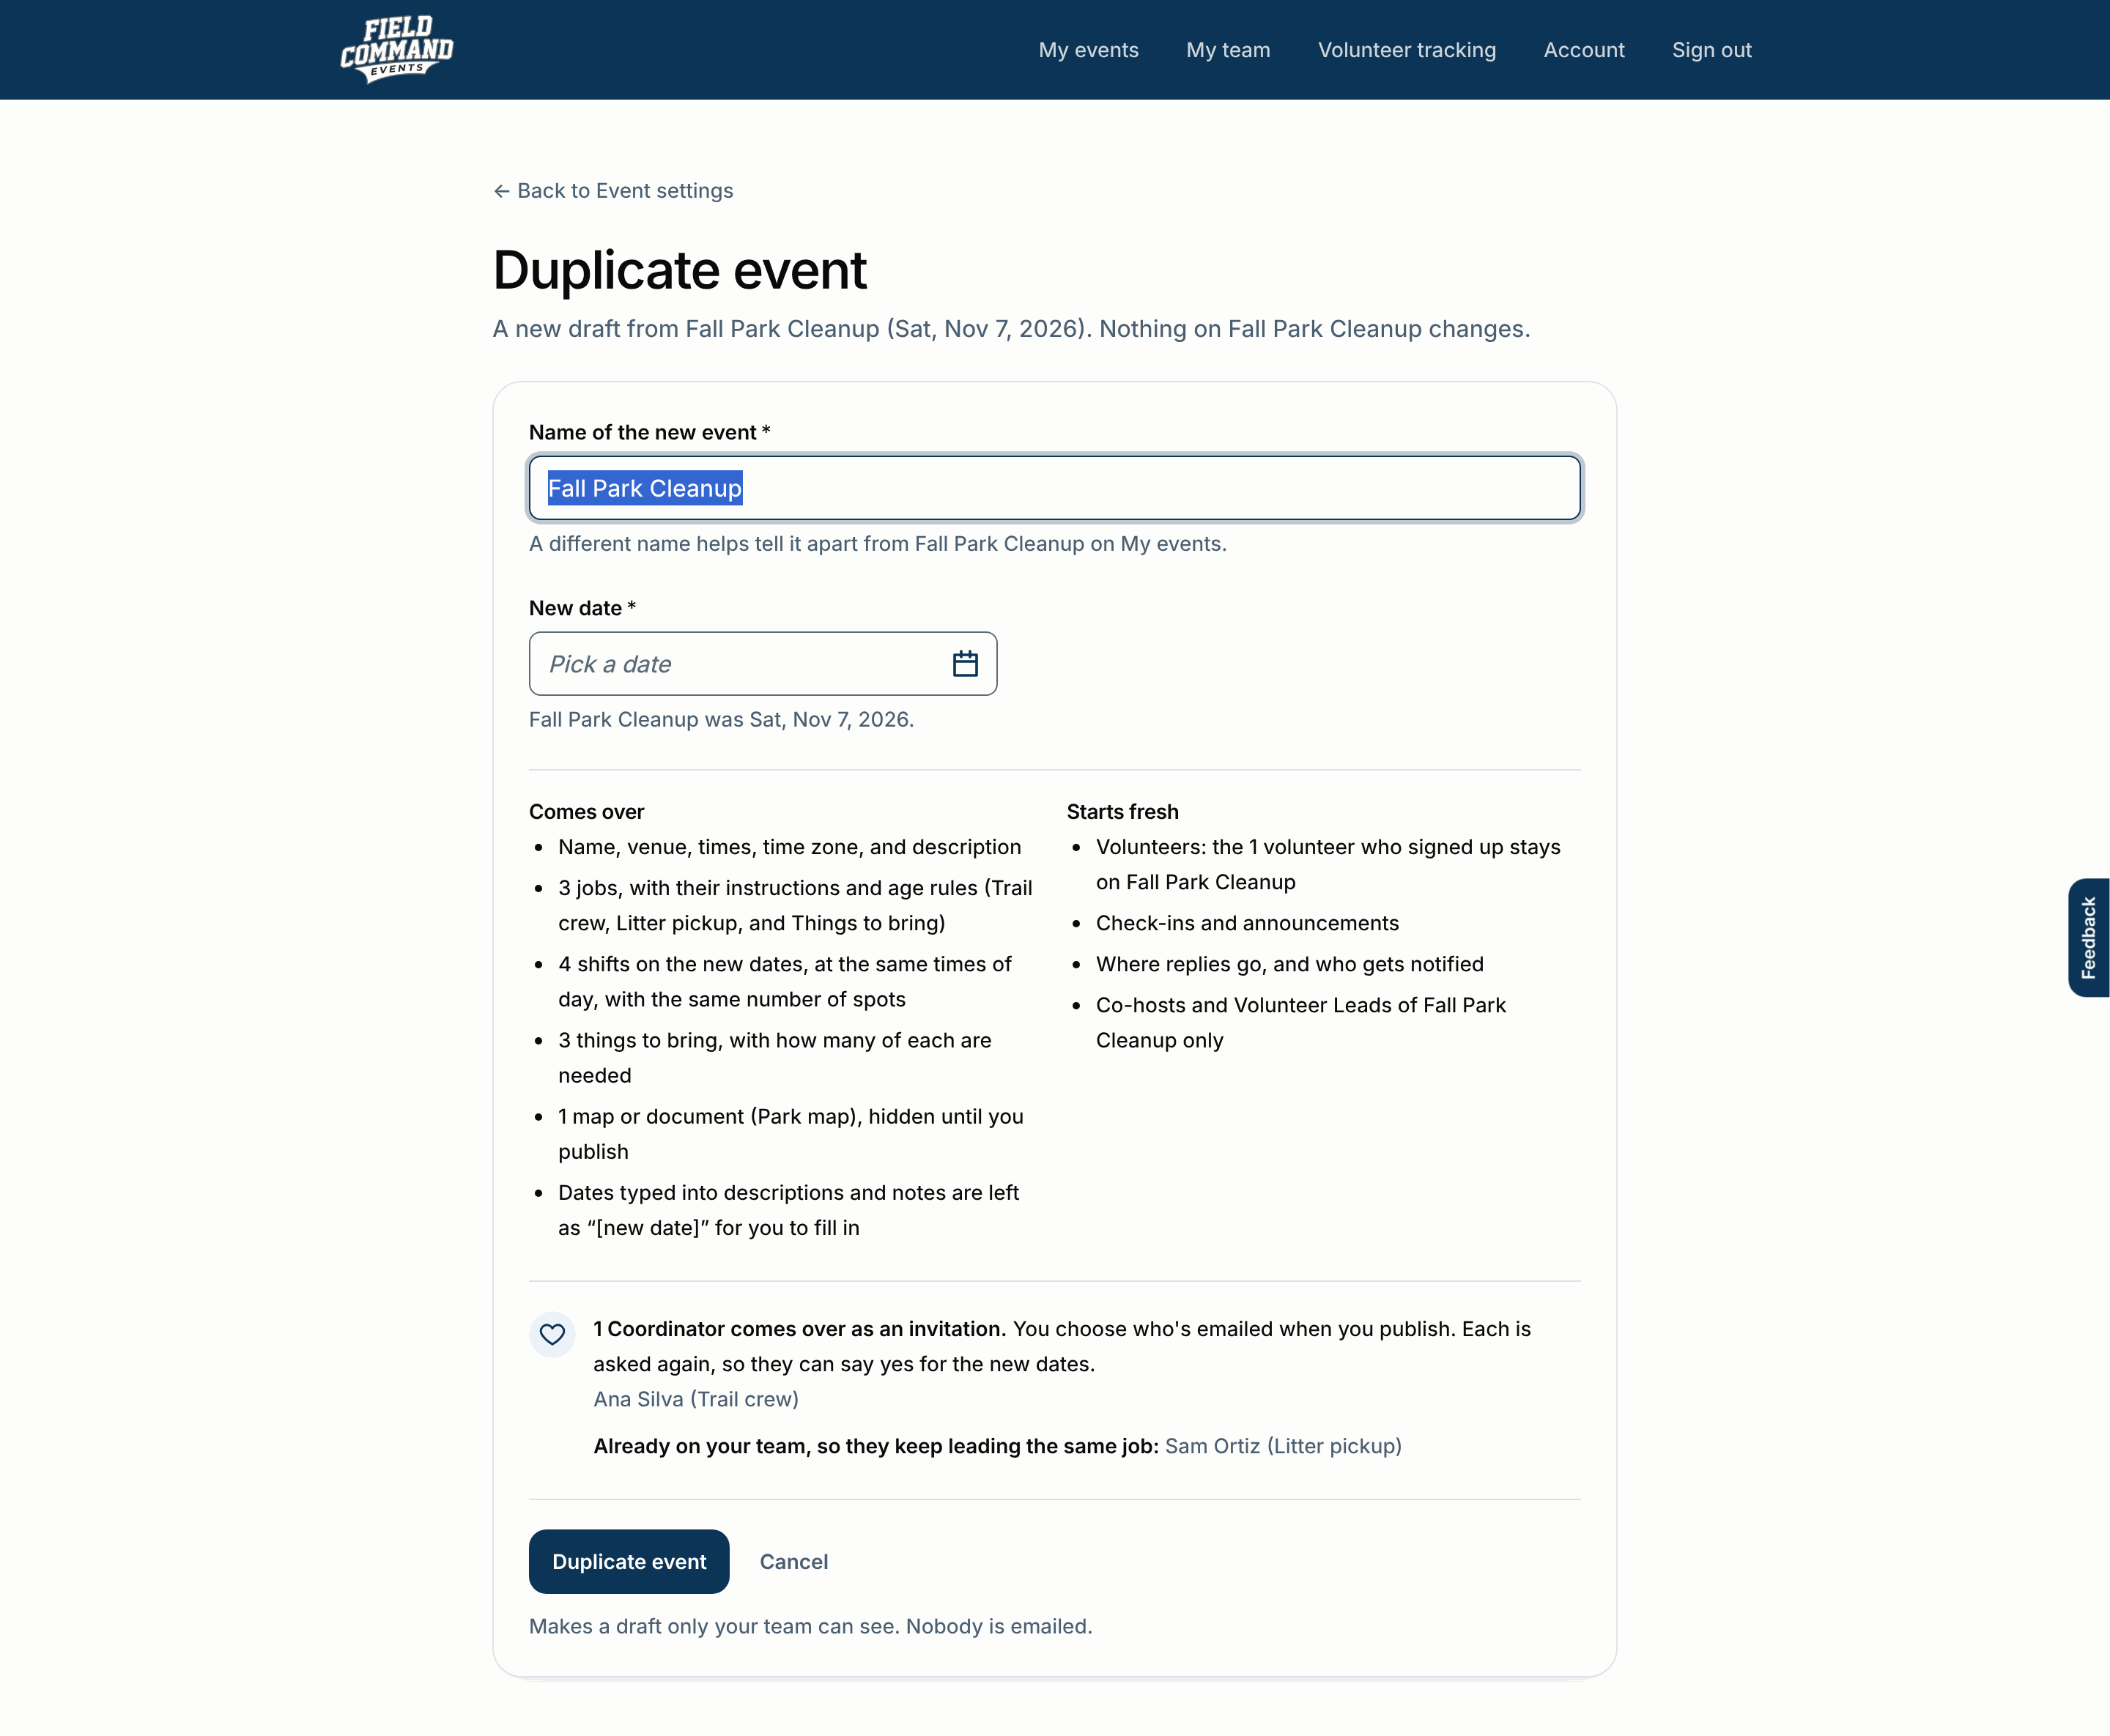 FIELD
COMMAND
EVENTS
My events
My team
Volunteer tracking
Account
Sign out
← Back to Event settings
Duplicate event
A new draft from Fall Park Cleanup (Sat, Nov 7, 2026). Nothing on Fall Park Cleanup changes.
Name of the new event *
Fall Park Cleanup
A different name helps tell it apart from Fall Park Cleanup on My events.
New date *
Pick a date
Fall Park Cleanup was Sat, Nov 7, 2026.
Comes over
• Name, venue, times, time zone, and description
• 3 jobs, with their instructions and age rules (Trail
crew, Litter pickup, and Things to bring)
• 4 shifts on the new dates, at the same times of
day, with the same number of spots
• 3 things to bring, with how many of each are
needed
• 1 map or document (Park map), hidden until you
publish
• Dates typed into descriptions and notes are left
as “[new date]” for you to fill in
Starts fresh
• Volunteers: the 1 volunteer who signed up stays
on Fall Park Cleanup
• Check-ins and announcements
• Where replies go, and who gets notified
• Co-hosts and Volunteer Leads of Fall Park
Cleanup only
1 Coordinator comes over as an invitation. You choose who's emailed when you publish. Each is
asked again, so they can say yes for the new dates.
Ana Silva (Trail crew)
Already on your team, so they keep leading the same job: Sam Ortiz (Litter pickup)
Duplicate event
Cancel
Makes a draft only your team can see. Nobody is emailed.
Feedback